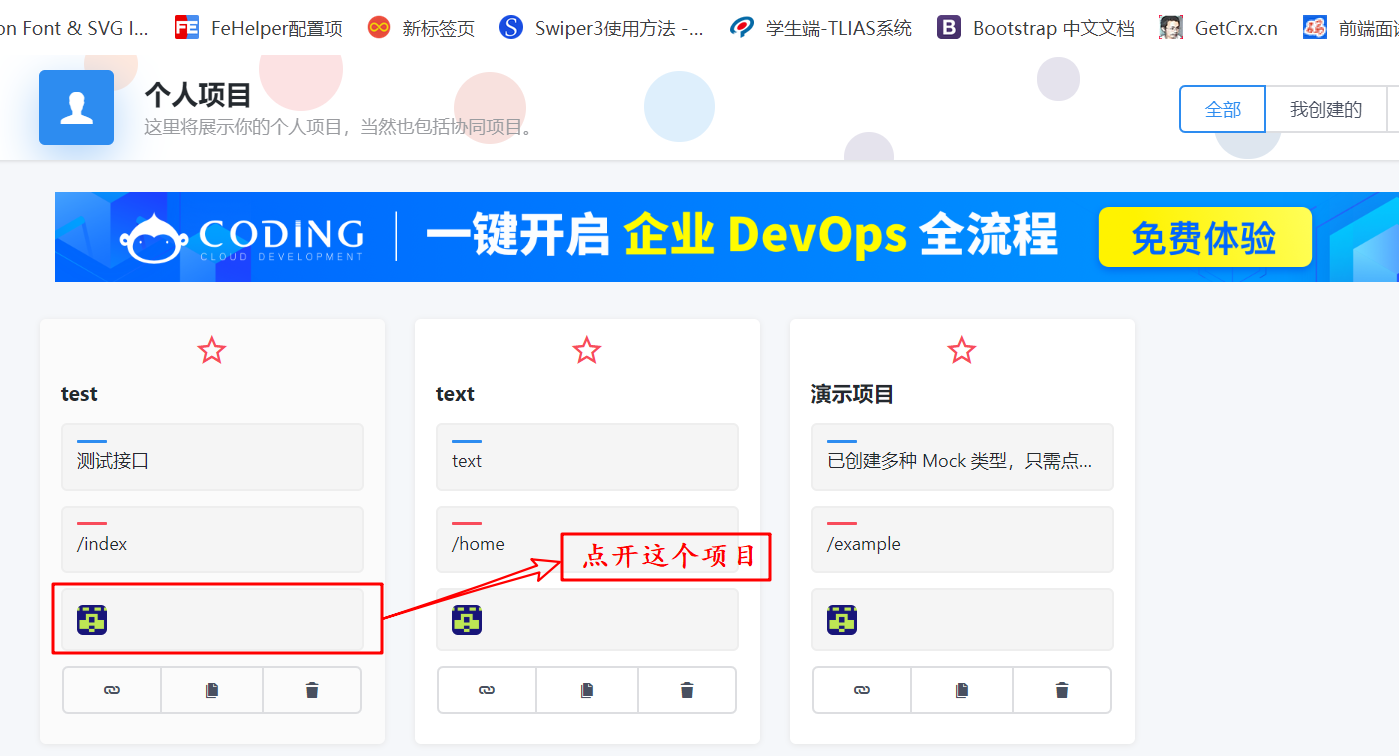 on Font & SVG I... FeHelper配置项 新标签页 Swiper3使用方法 -... 学生端-TLIAS系统 Bootstrap 中文文档 GetCrx.cn 前端面试
个人项目
这里将展示你的个人项目，当然也包括协同项目。
全部 我创建的
CODING
CLOUD DEVELOPMENT
一键开启 企业 DevOps 全流程
免费体验
test
测试接口
/index
text
text
/home
点开这个项目
演示项目
已创建多种 Mock 类型，只需点...
/example